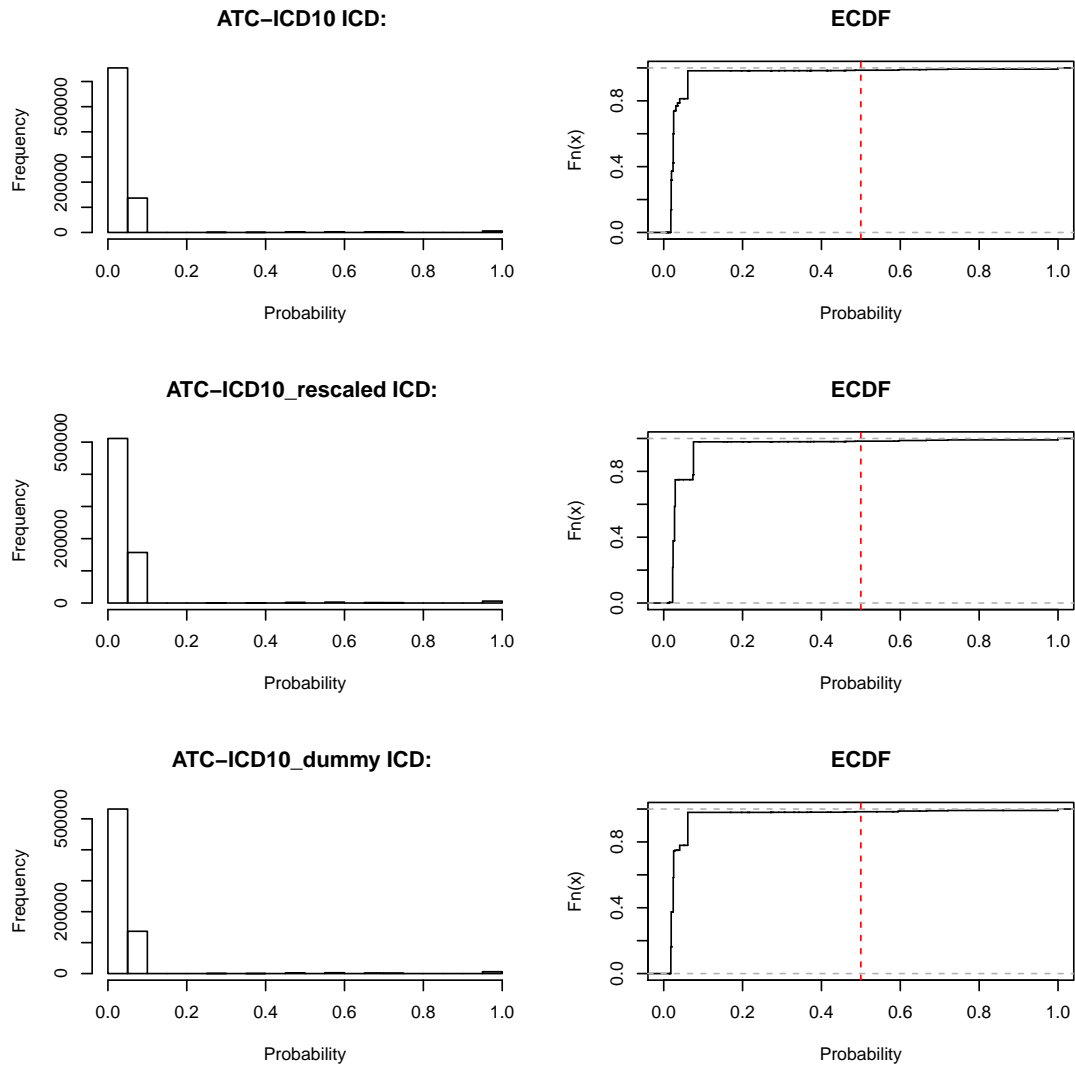 ATC−ICD10 ICD:
Frequency
0 200000 500000
0.0 0.2 0.4 0.6 0.8 1.0
Probability
ECDF
Fn(x)
0.0 0.4 0.8
0.0 0.2 0.4 0.6 0.8 1.0
Probability
ATC−ICD10_rescaled ICD:
Frequency
0 200000 500000
0.0 0.2 0.4 0.6 0.8 1.0
Probability
ECDF
Fn(x)
0.0 0.4 0.8
0.0 0.2 0.4 0.6 0.8 1.0
Probability
ATC−ICD10_dummy ICD:
Frequency
0 200000 500000
0.0 0.2 0.4 0.6 0.8 1.0
Probability
ECDF
Fn(x)
0.0 0.4 0.8
0.0 0.2 0.4 0.6 0.8 1.0
Probability